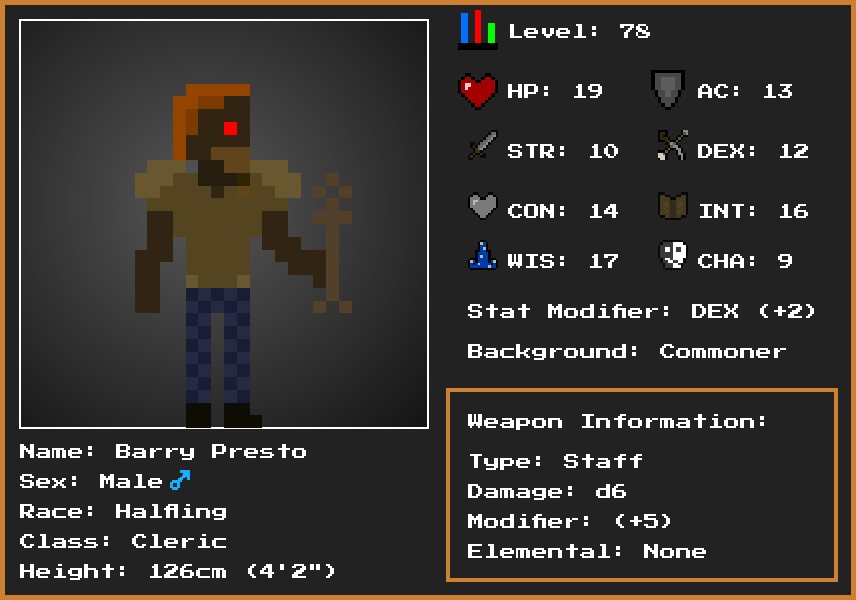 Level: 78
HP: 19 AC: 13
STR: 10 DEX: 12
CON: 14 INT: 16
WIS: 17 CHA: 9
Stat Modifier: DEX (+2)
Background: Commoner
Weapon Information:
Type: Staff
Damage: d6
Modifier: (+5)
Elemental: None
Name: Barry Presto
Sex: Male ♂
Race: Halfling
Class: Cleric
Height: 126cm (4'2")